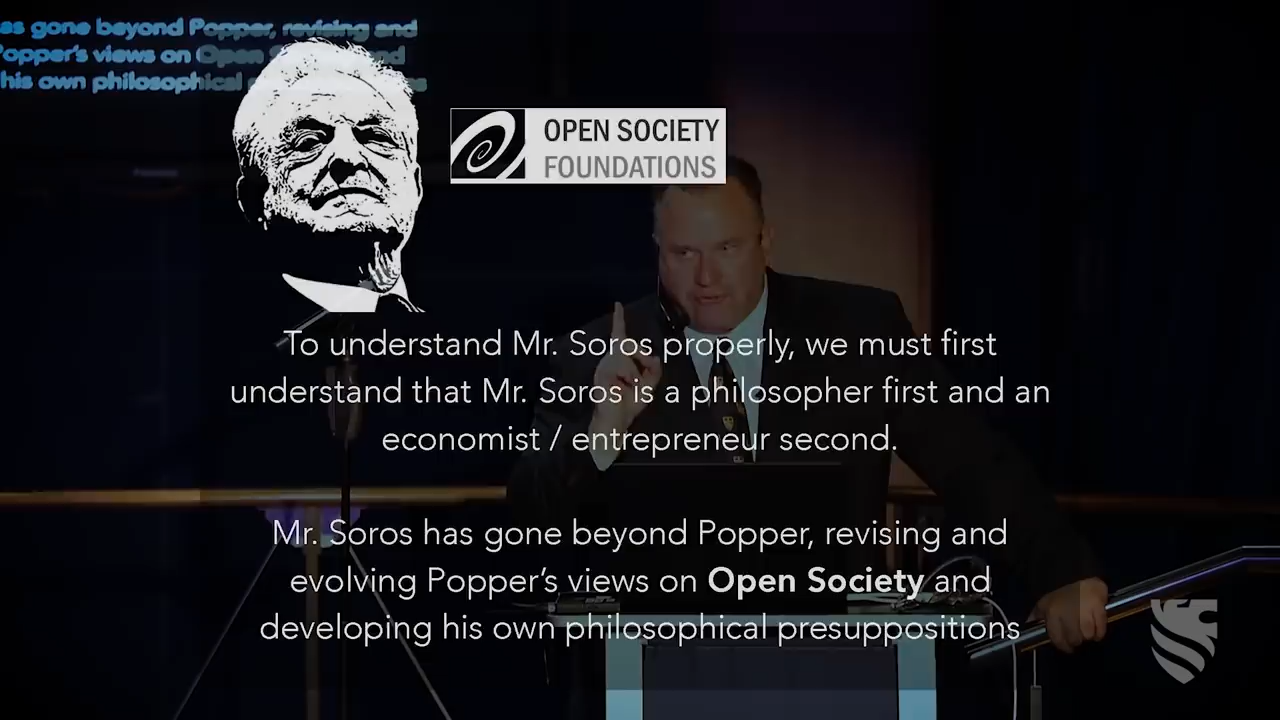 as gone beyond Popper, revising and
Popper's views on Open
his own philosophical
OPEN SOCIETY
FOUNDATIONS
To understand Mr. Soros properly, we must first
understand that Mr. Soros is a philosopher first and an
economist / entrepreneur second.
Mr. Soros has gone beyond Popper, revising and
evolving Popper’s views on Open Society and
developing his own philosophical presuppositions